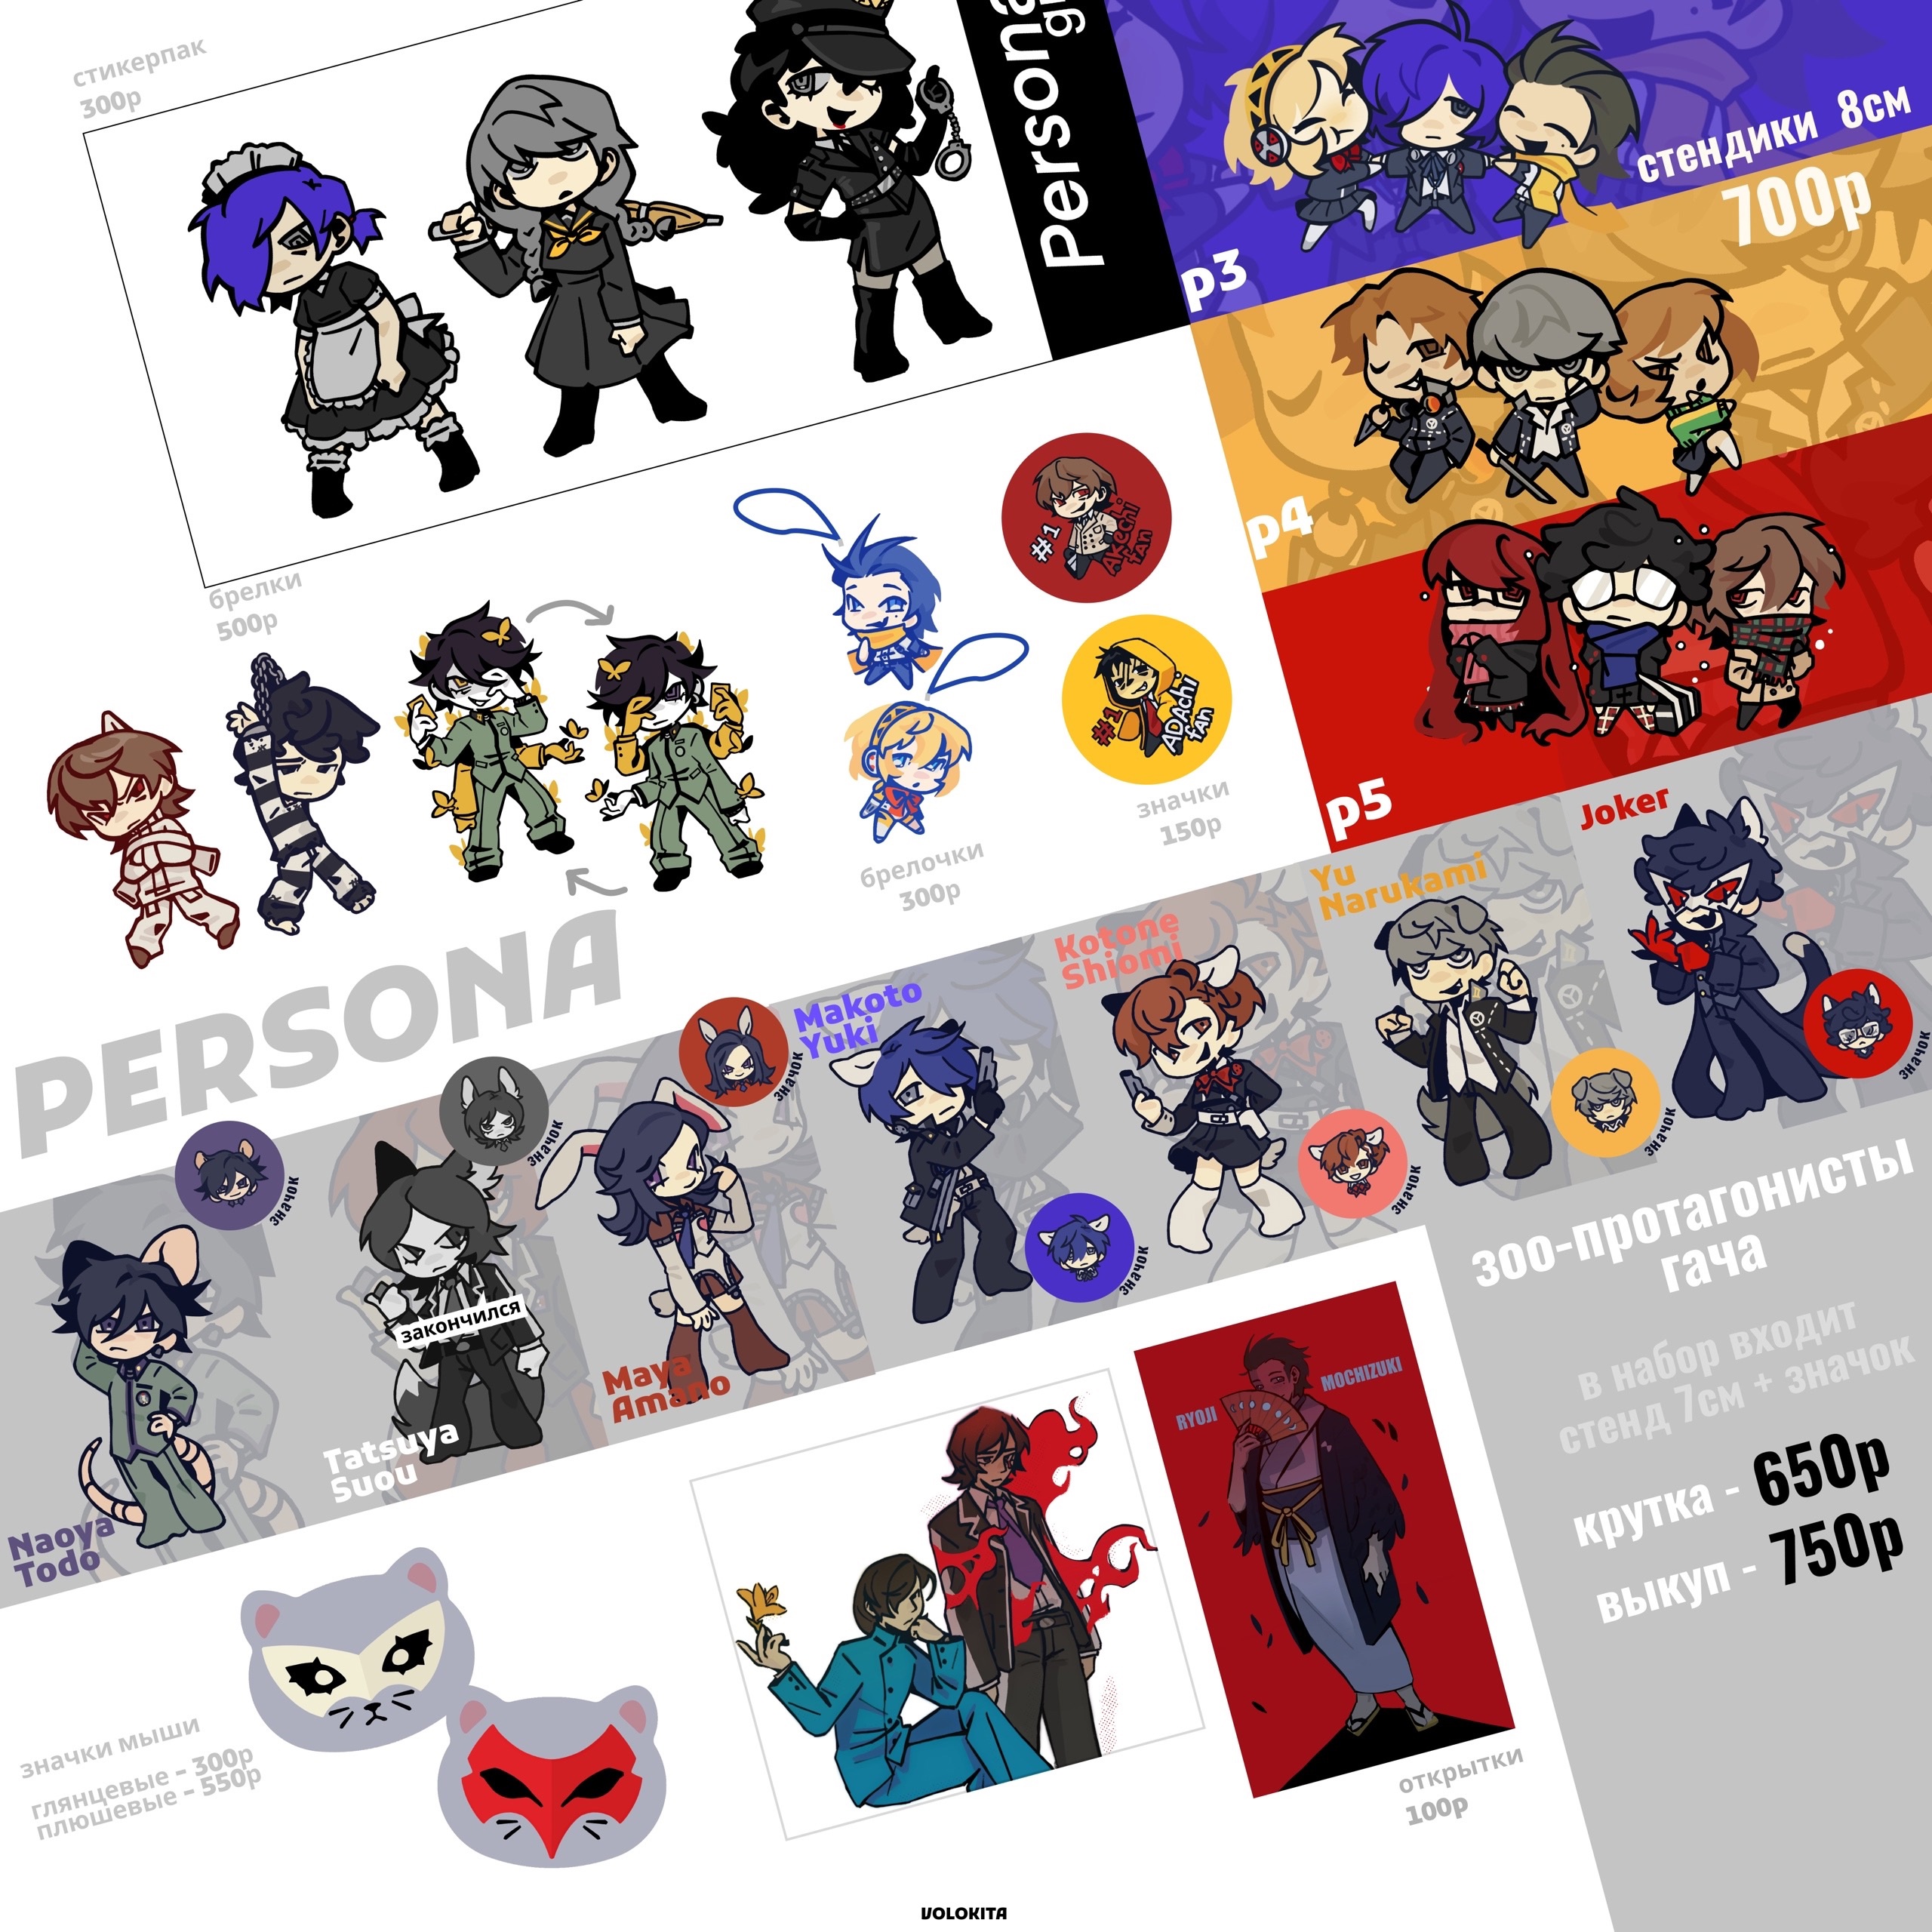 стикерпак
300р
Persona
стендики 8см
700р
p3
p4
p5
брелки
500р
#1
Akechi
fan
#1
ADAchi
fan
значки
150р
брелочки
300р
PERSONA
Naoya
Todo
значок
Tatsuya
Suou
закончился
значок
Maya
Amano
значок
Makoto
Yuki
значок
Kotone
Shiomi
значок
Yu
Narukami
значок
Joker
значок
зоо-протагонисты
гача
в набор входит
стенд 7см + значок
крутка - 650р
выкуп - 750р
RYOJI
MOCHIZUKI
открытки
100р
значки мыши
глянцевые - 300р
плюшевые - 550р
VOLOKITA